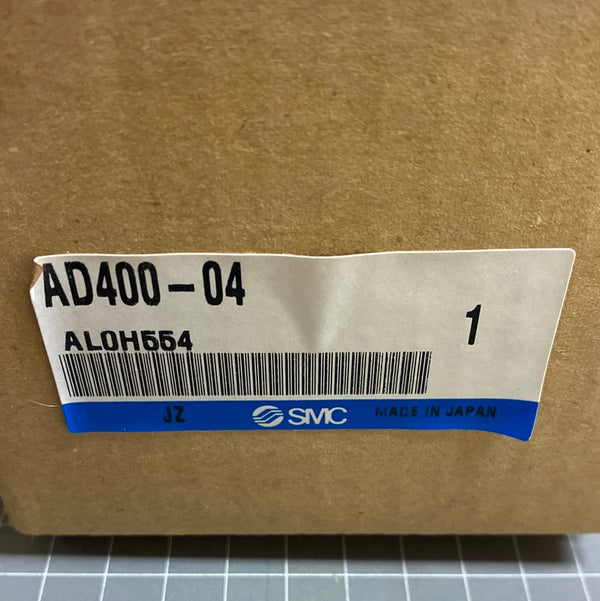 AD400-04
1
AL0H554
JZ SMC MADE IN JAPAN